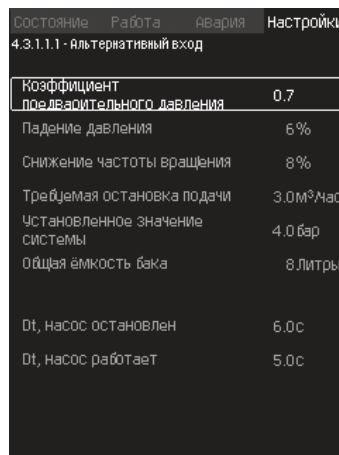 Состояние Работа Авария Настройки
4.3.1.1.1 - Альтернативный вход
Коэффициент
предварительного давления 0.7
Падение давления 6%
Снижение частоты вращения 8%
Требуемая остановка подачи 3.0м³/час
Установленное значение
системы 4.0бар
Общая ёмкость бака 8Литры
Dt, насос остановлен 6.0с
Dt, насос работает 5.0с